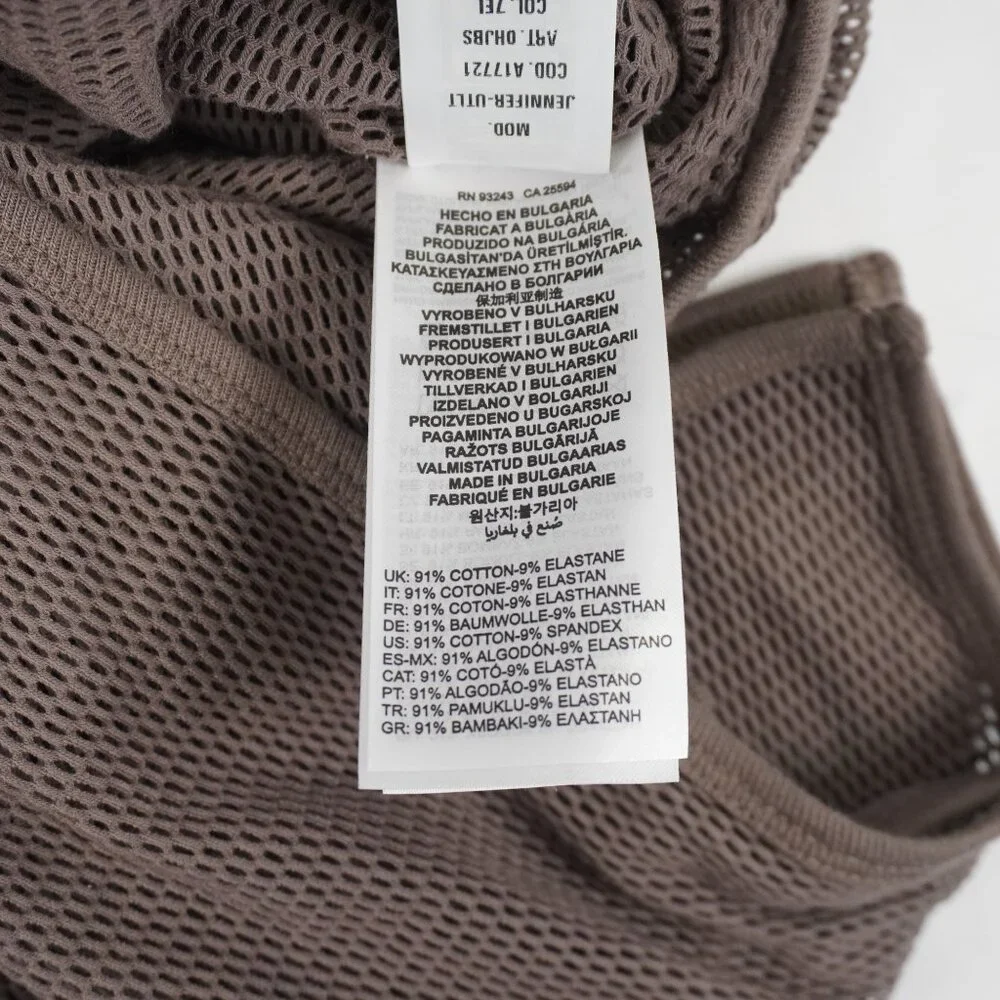 MOD.
JENNIFER-UTLT
COD. A17721
ART. OHJBS
COL. 7EL
RN 93243 CA 25594
HECHO EN BULGARIA
FABRICAT A BULGÀRIA
PRODUZIDO NA BULGÁRIA
BULGASİTAN'DA ÜRETİLMİŞTİR.
ΚΑΤΑΣΚΕΥΑΣΜΕΝΟ ΣΤΗ ΒΟΥΛΓΑΡΙΑ
СДЕЛАНО В БОЛГАРИИ
保加利亚制造
VYROBENO V BULHARSKU
FREMSTILLET I BULGARIEN
PRODUSERT I BULGARIA
WYPRODUKOWANO W BUŁGARII
VYROBENÉ V BULHARSKU
TILLVERKAD I BULGARIEN
IZDELANO V BOLGARIJI
PROIZVEDENO U BUGARSKOJ
PAGAMINTA BULGARIJOJE
RAŽOTS BULGĀRIJĀ
VALMISTATUD BULGAARIAS
MADE IN BULGARIA
FABRIQUÉ EN BULGARIE
원산지:불가리아
صُنع في بلغاريا
UK: 91% COTTON-9% ELASTANE
IT: 91% COTONE-9% ELASTAN
FR: 91% COTON-9% ELASTHANNE
DE: 91% BAUMWOLLE-9% ELASTHAN
US: 91% COTTON-9% SPANDEX
ES-MX: 91% ALGODÓN-9% ELASTANO
CAT: 91% COTÓ-9% ELASTÀ
PT: 91% ALGODÃO-9% ELASTANO
TR: 91% PAMUKLU-9% ELASTAN
GR: 91% ΒΑΜΒΑΚΙ-9% ΕΛΑΣΤΑΝΗ